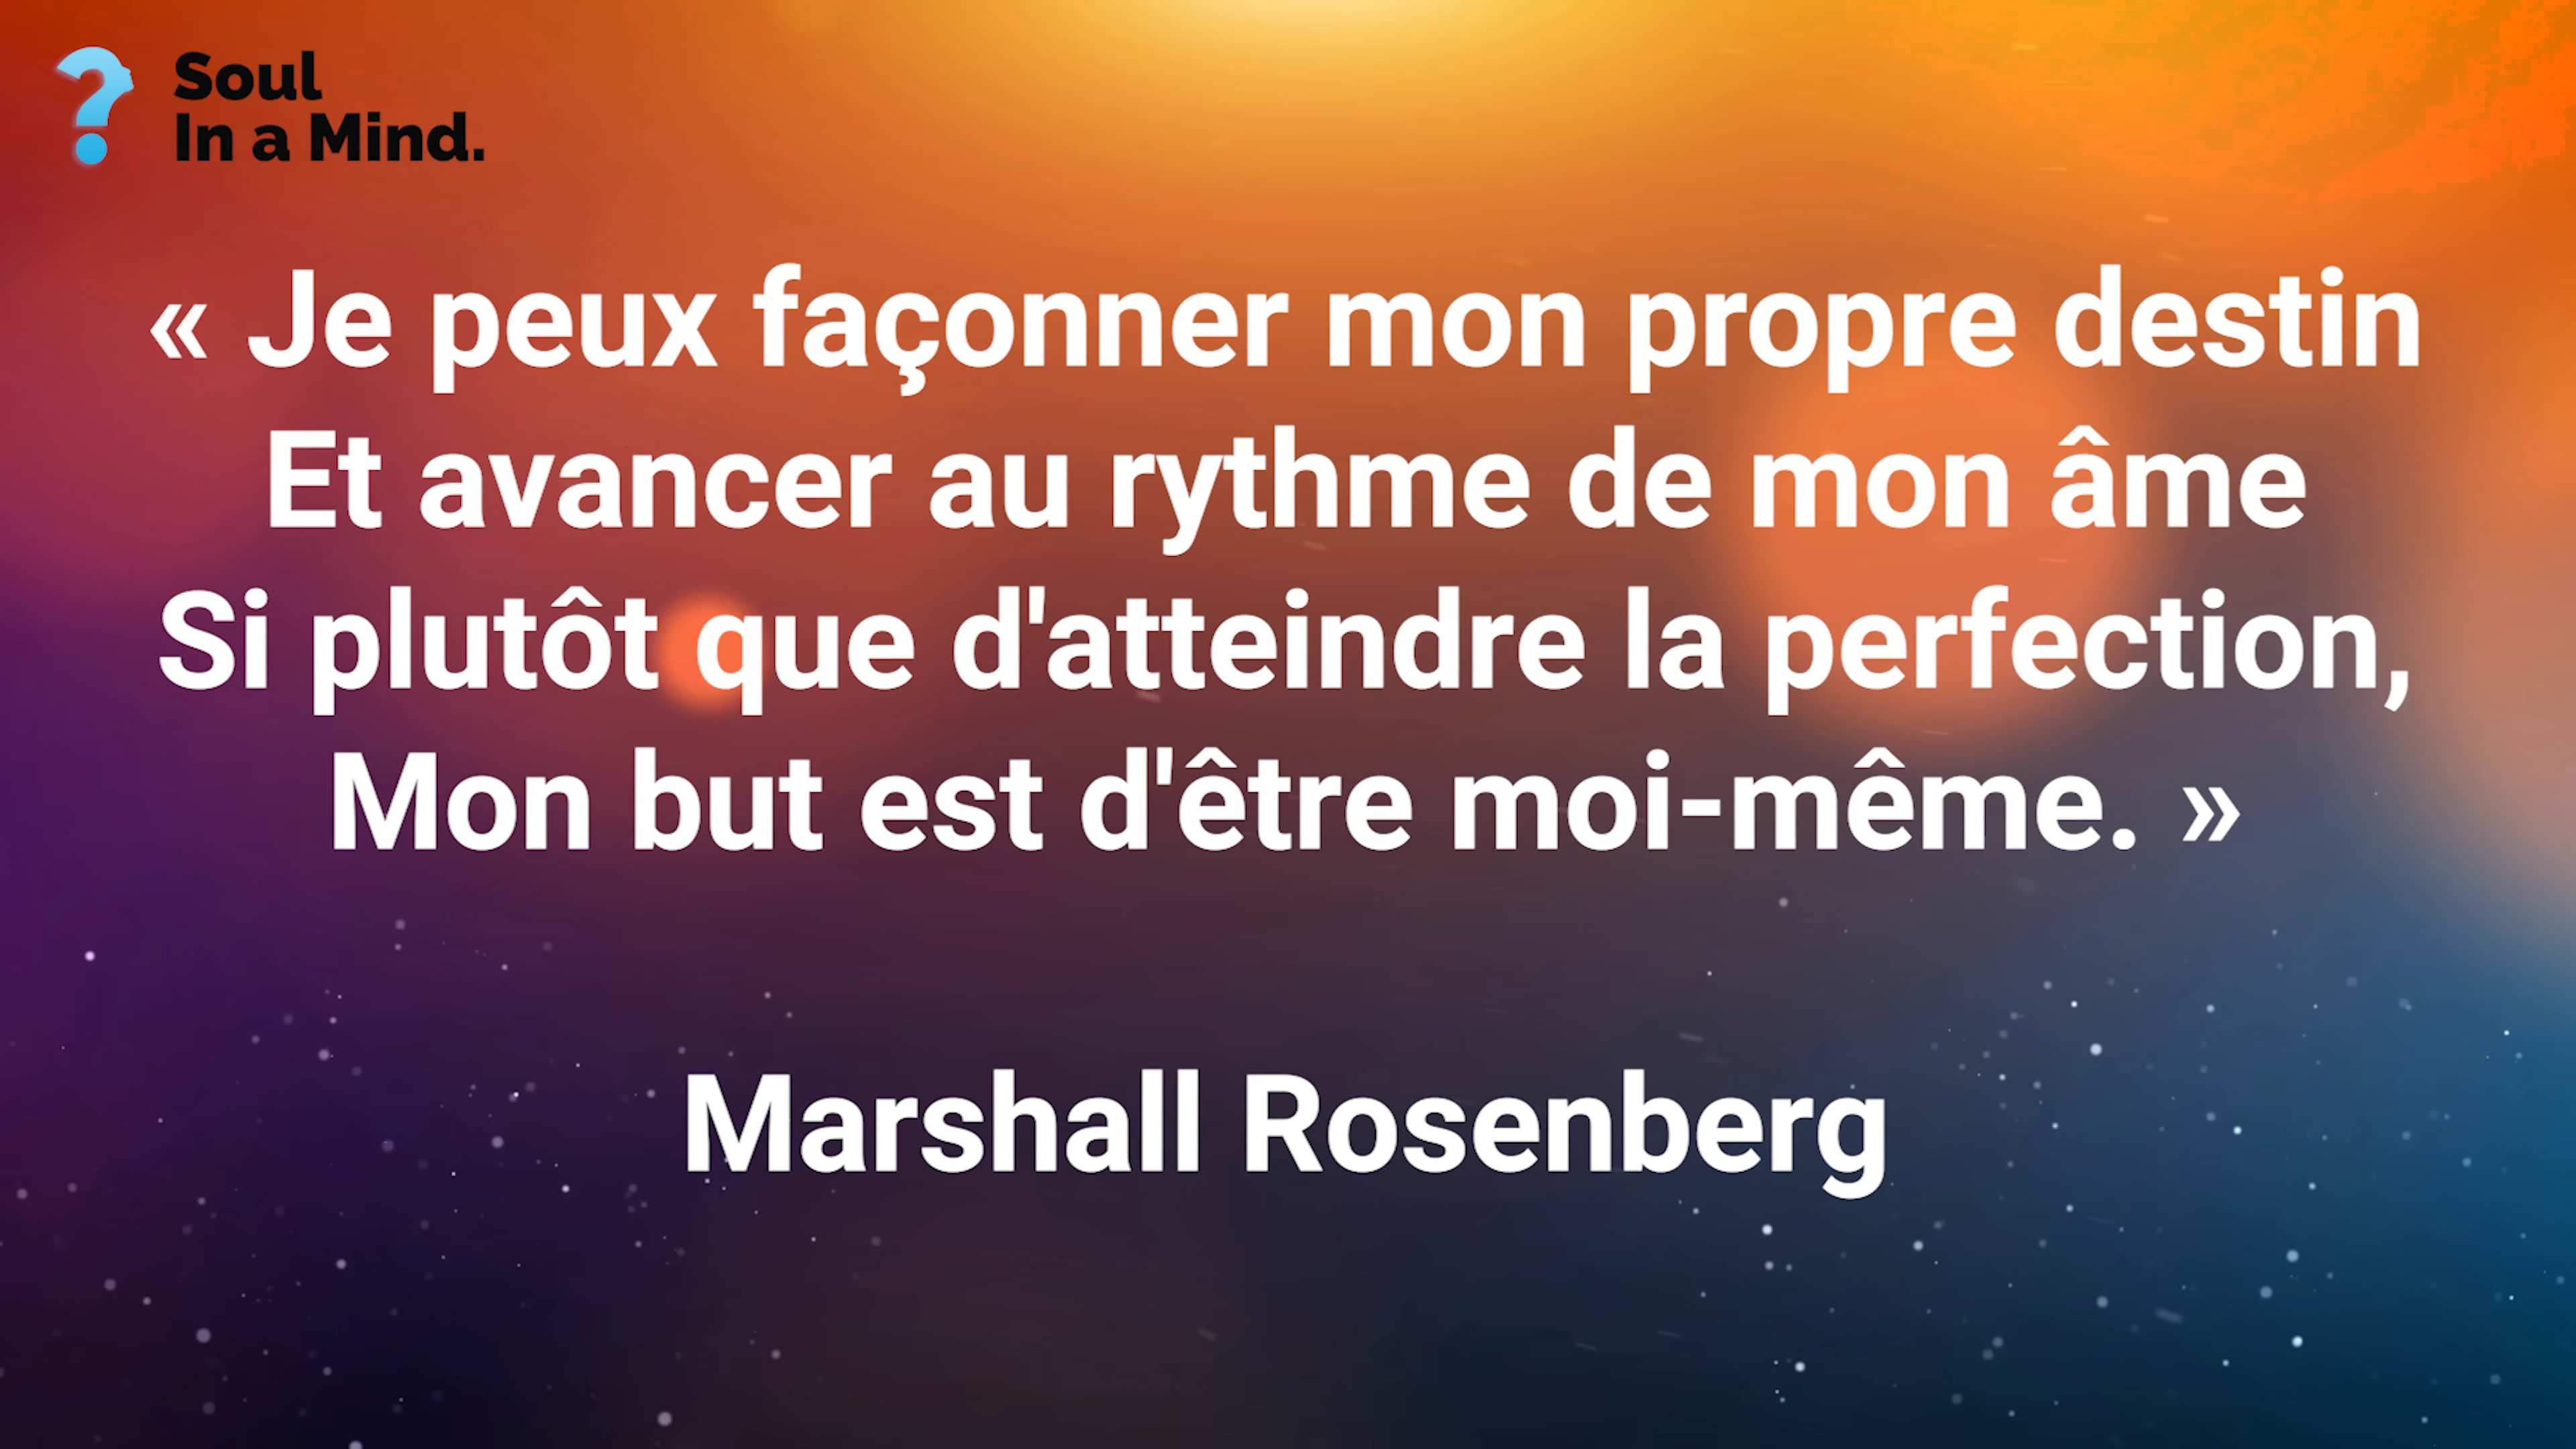 Soul
In a Mind.
« Je peux façonner mon propre destin
Et avancer au rythme de mon âme
Si plutôt que d'atteindre la perfection,
Mon but est d'être moi-même. »
Marshall Rosenberg